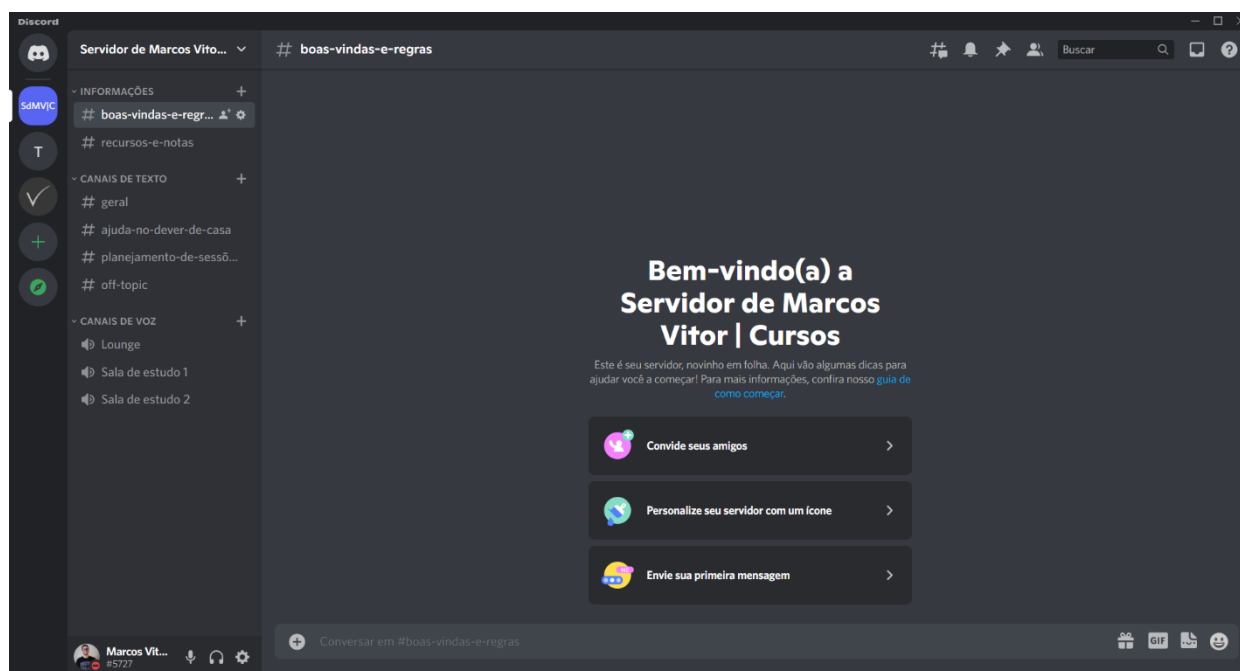 Discord
Servidor de Marcos Vito...
boas-vindas-e-regras
Buscar
SdMV|C
T
INFORMAÇÕES
boas-vindas-e-regr...
recursos-e-notas
CANAIS DE TEXTO
geral
ajuda-no-dever-de-casa
planejamento-de-sessõ...
off-topic
CANAIS DE VOZ
Lounge
Sala de estudo 1
Sala de estudo 2
Bem-vindo(a) a
Servidor de Marcos
Vitor | Cursos
Este é seu servidor, novinho em folha. Aqui vão algumas dicas para
ajudar você a começar! Para mais informações, confira nosso guia de
como começar.
Convide seus amigos
Personalize seu servidor com um ícone
Envie sua primeira mensagem
Marcos Vit...
#5727
Conversar em #boas-vindas-e-regras
GIF